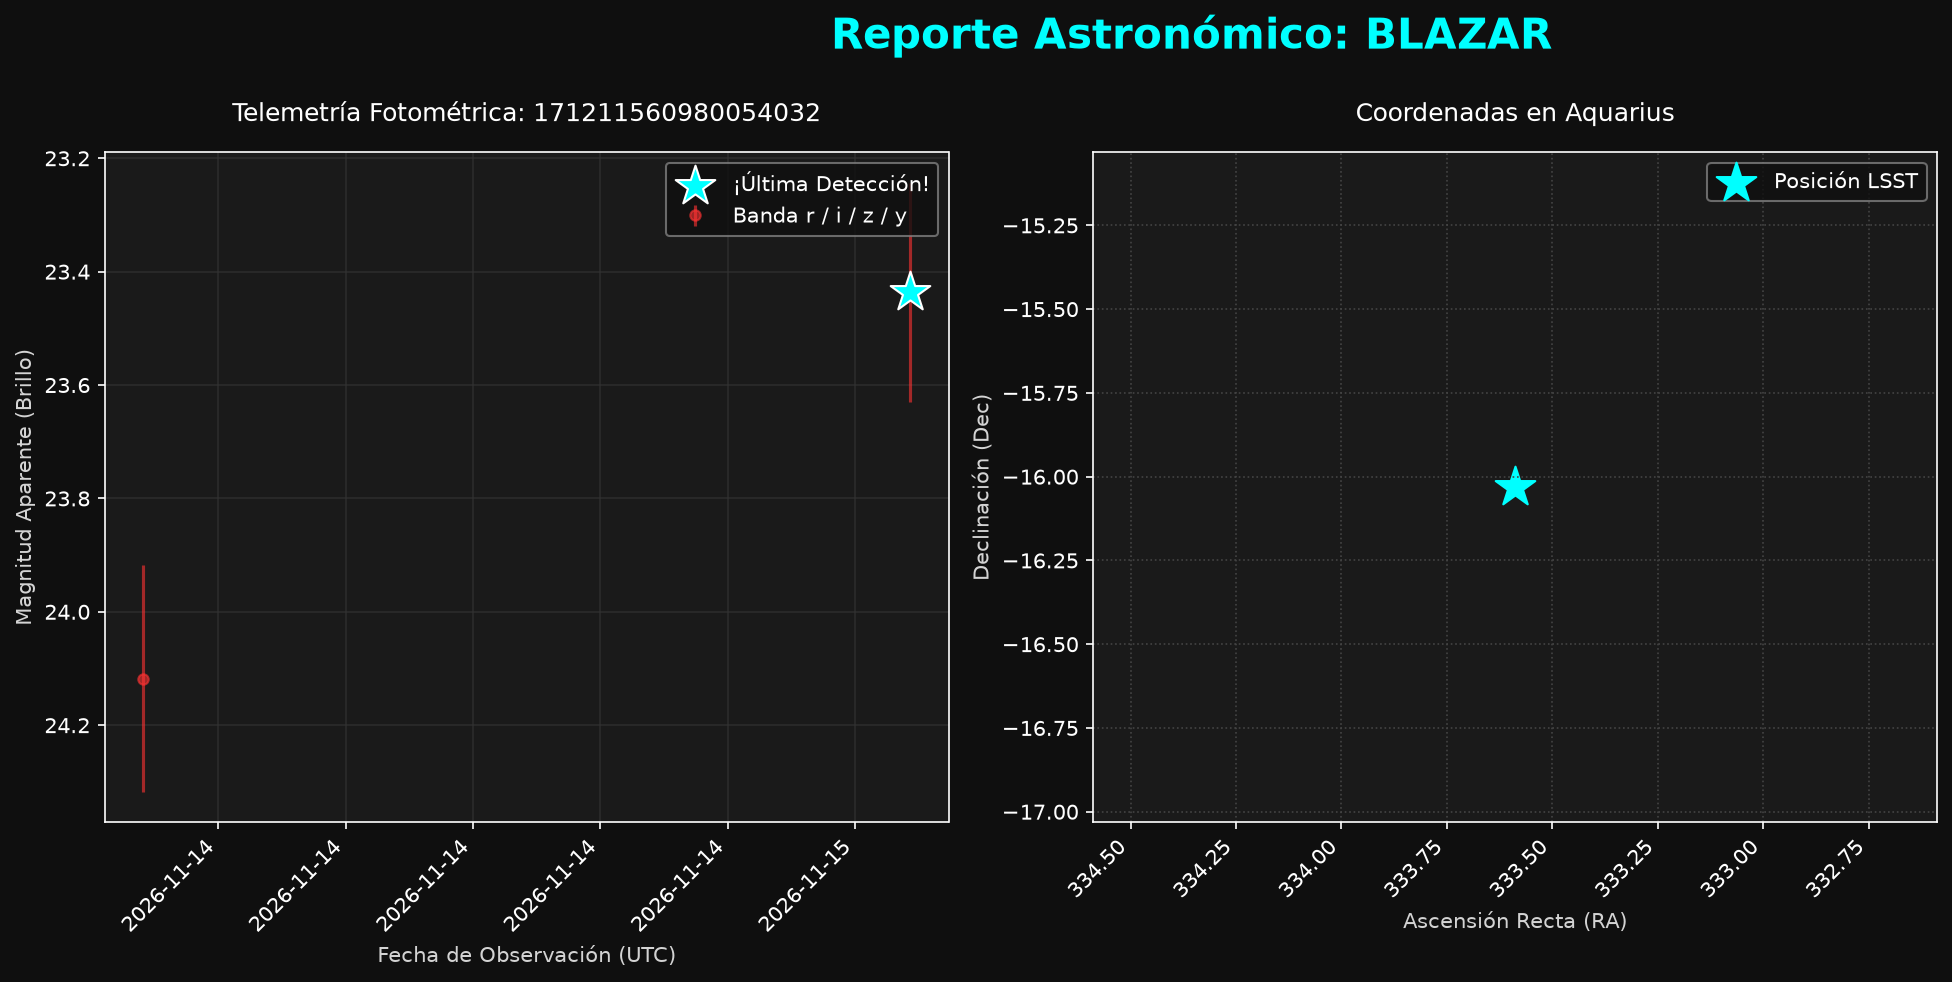 Reporte Astronómico: BLAZAR
Telemetría Fotométrica: 171211560980054032
¡Última Detección!
Banda r / i / z / y
Magnitud Aparente (Brillo)
23.2
23.4
23.6
23.8
24.0
24.2
2026-11-14
2026-11-14
2026-11-14
2026-11-14
2026-11-14
2026-11-15
Fecha de Observación (UTC)
Coordenadas en Aquarius
Posición LSST
Declinación (Dec)
−15.25
−15.50
−15.75
−16.00
−16.25
−16.50
−16.75
−17.00
334.50
334.25
334.00
333.75
333.50
333.25
333.00
332.75
Ascensión Recta (RA)